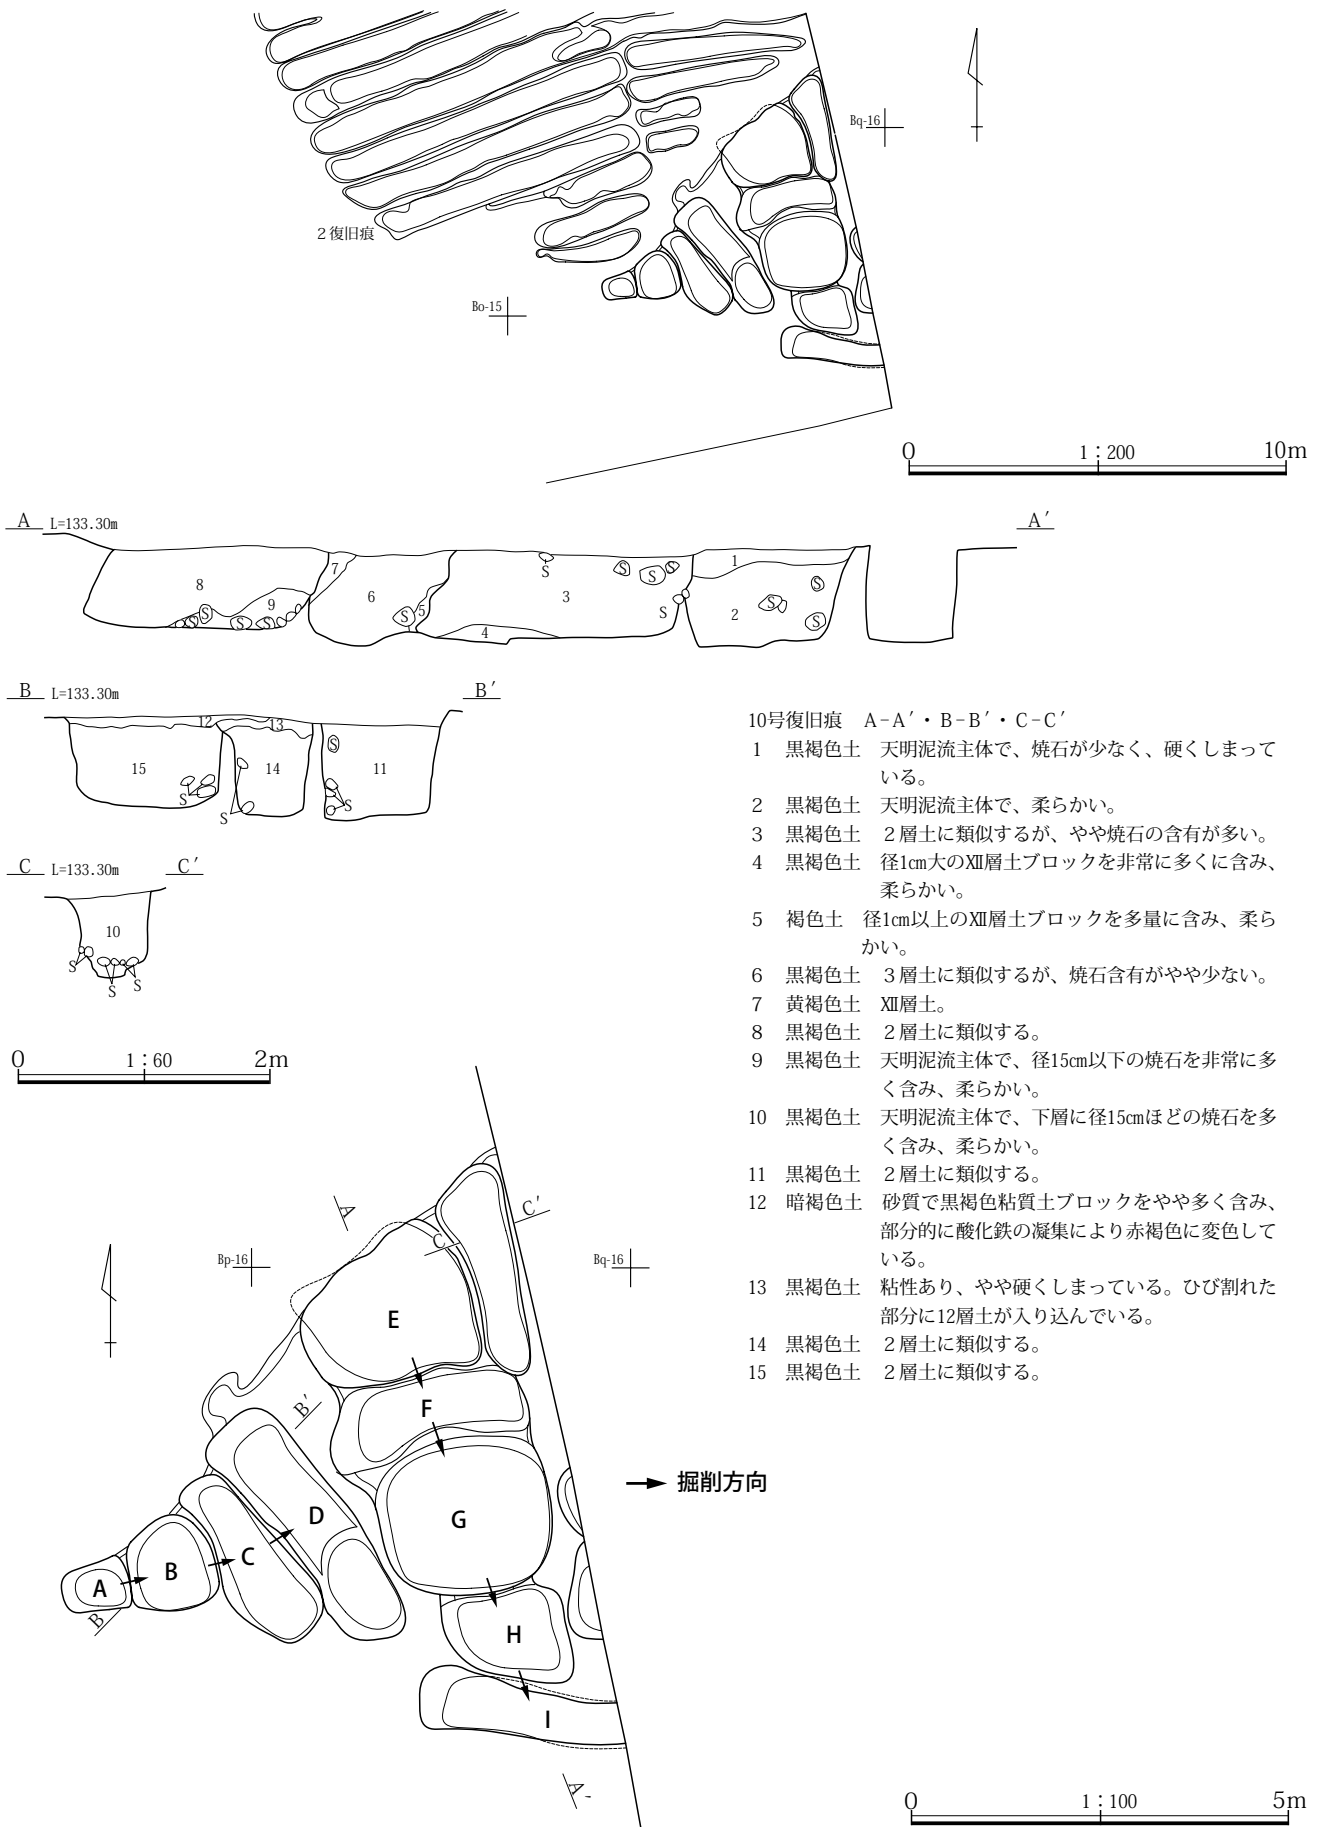 Bq-16
２復旧痕
Bo-15
0 1：200 10m
A L=133.30m A′
1
7
8
S
6
3
9
5
2
4
B L=133.30m B′
12
13
15
14
11
S
C L=133.30m C′
10
S
0 1：60 2m
10号復旧痕 A-A′・B-B′・C-C′
1 黒褐色土 天明泥流主体で、焼石が少なく、硬くしまって
いる。
2 黒褐色土 天明泥流主体で、柔らかい。
3 黒褐色土 ２層土に類似するが、やや焼石の含有が多い。
4 黒褐色土 径1㎝大のⅫ層土ブロックを非常に多くに含み、
柔らかい。
5 褐色土 径1㎝以上のⅫ層土ブロックを多量に含み、柔ら
かい。
6 黒褐色土 ３層土に類似するが、焼石含有がやや少ない。
7 黄褐色土 Ⅻ層土。
8 黒褐色土 ２層土に類似する。
9 黒褐色土 天明泥流主体で、径15㎝以下の焼石を非常に多
く含み、柔らかい。
10 黒褐色土 天明泥流主体で、下層に径15㎝ほどの焼石を多
く含み、柔らかい。
11 黒褐色土 ２層土に類似する。
12 暗褐色土 砂質で黒褐色粘質土ブロックをやや多く含み、
部分的に酸化鉄の凝集により赤褐色に変色して
いる。
13 黒褐色土 粘性あり、やや硬くしまっている。ひび割れた
部分に12層土が入り込んでいる。
14 黒褐色土 ２層土に類似する。
15 黒褐色土 ２層土に類似する。
A
C′
C
Bp-16
Bq-16
E
B′
F
掘削方向
D
G
C
B
A
B
H
I
A′
0 1：100 5m